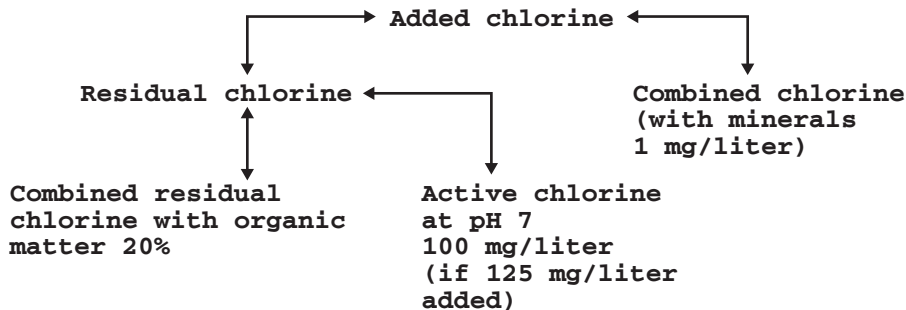 Added chlorine
Residual chlorine
Combined chlorine
(with minerals
1 mg/liter)
Combined residual
chlorine with organic
matter 20%
Active chlorine
at pH 7
100 mg/liter
(if 125 mg/liter
added)